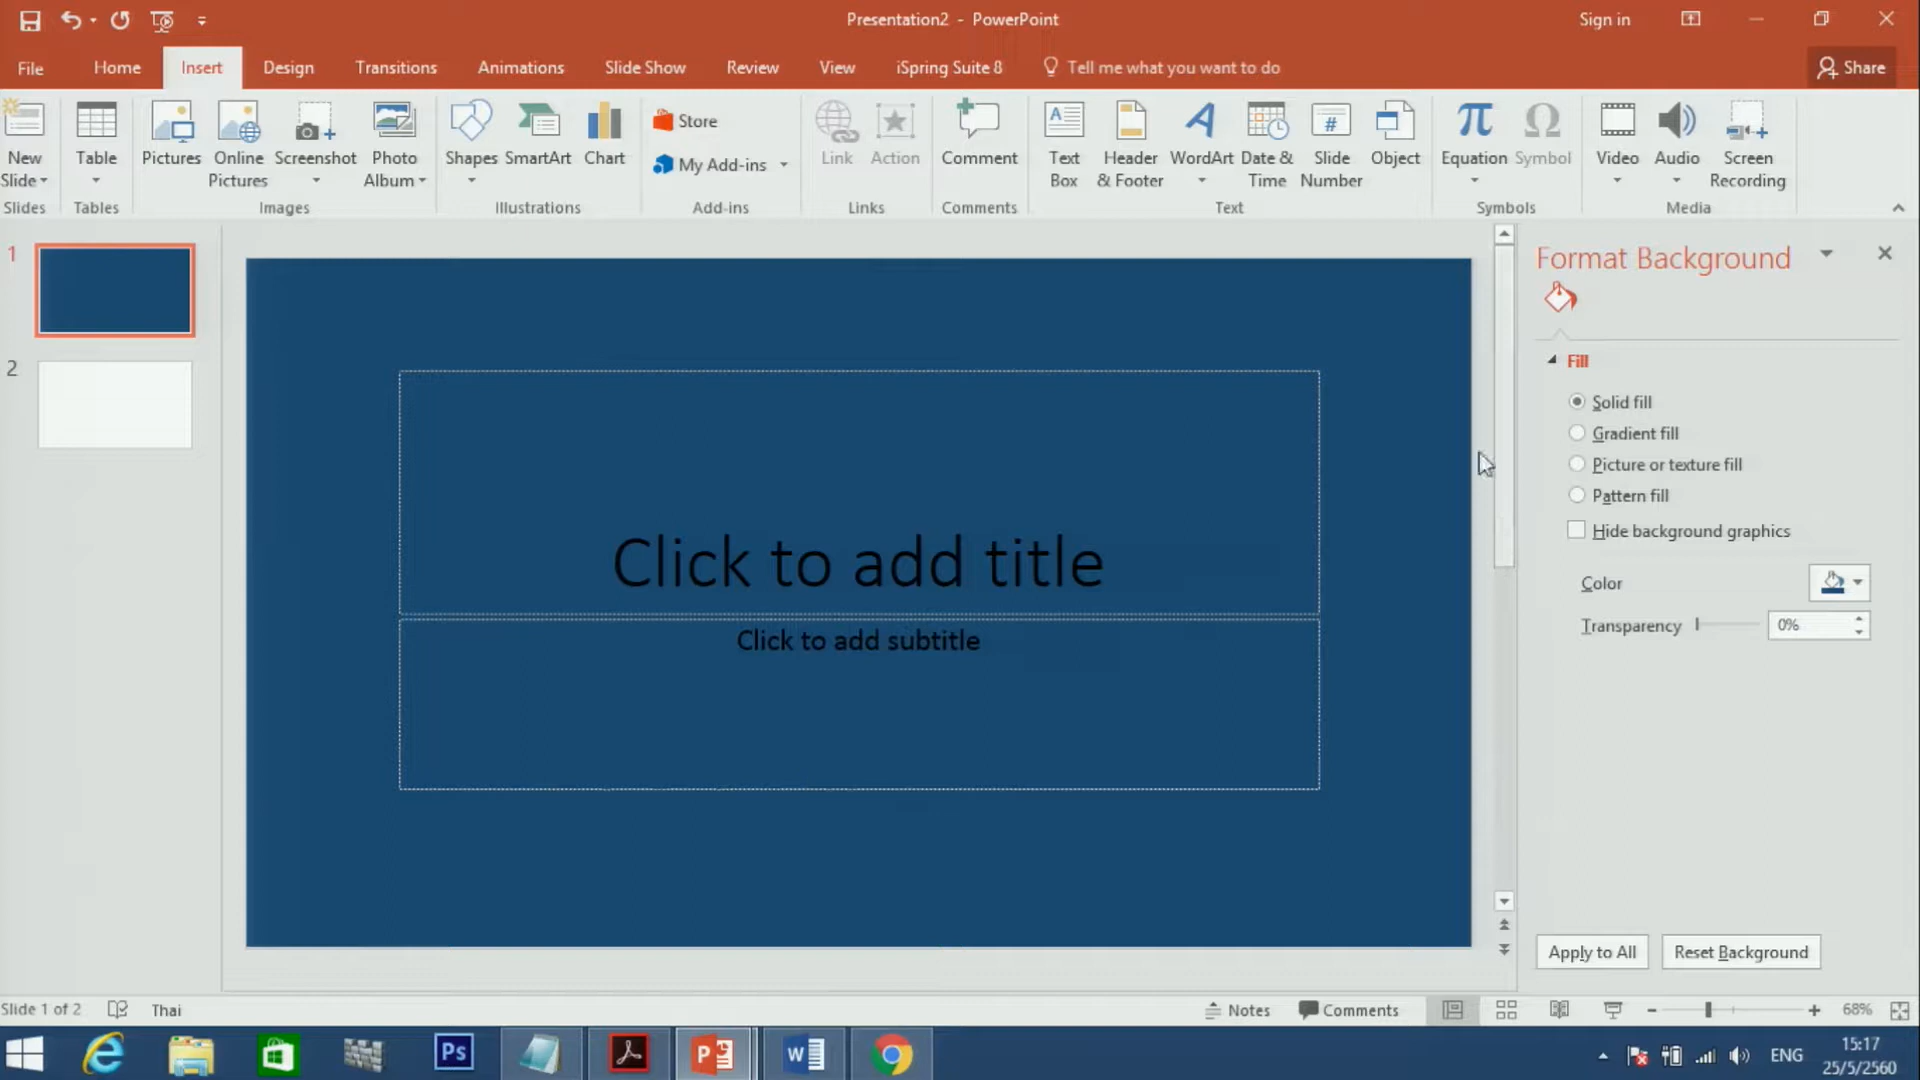 Presentation2 - PowerPoint
Sign in
File Home Insert Design Transitions Animations Slide Show Review View iSpring Suite 8 Tell me what you want to do Share
New Slide
Table
Pictures
Online Pictures
Screenshot
Photo Album
Shapes
SmartArt
Chart
Store
My Add-ins
Link
Action
Comment
Text Box
Header & Footer
WordArt
Date & Time
Slide Number
Object
Equation
Symbol
Video
Audio
Screen Recording
Slides Tables Images Illustrations Add-ins Links Comments Text Symbols Media
1
2
Click to add title
Click to add subtitle
Format Background
Fill
Solid fill
Gradient fill
Picture or texture fill
Pattern fill
Hide background graphics
Color
Transparency 0%
Apply to All Reset Background
Slide 1 of 2 Thai Notes Comments 68%
Ps
ENG
15:17
25/5/2560